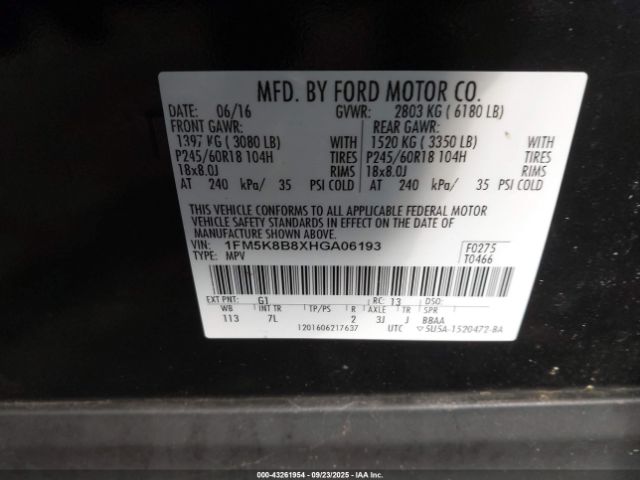 MFD. BY FORD MOTOR CO.
DATE: 06/16 GVWR: 2803 KG ( 6180 LB)
FRONT GAWR: REAR GAWR:
1397 KG ( 3080 LB) WITH 1520 KG ( 3350 LB) WITH
P245/60R18 104H TIRES P245/60R18 104H TIRES
18x8.0J RIMS 18x8.0J RIMS
AT 240 kPa/ 35 PSI COLD AT 240 kPa/ 35 PSI COLD
THIS VEHICLE CONFORMS TO ALL APPLICABLE FEDERAL MOTOR
VEHICLE SAFETY STANDARDS IN EFFECT ON THE DATE OF
MANUFACTURE SHOWN ABOVE.
VIN: 1FM5K8B8XHGA06193 F0275
TYPE: MPV T0466
EXT PNT: G1 RC: 13 DSO:
WB INT TR TP/PS R AXLE TR SPR
113 7L 2 3J J BBAA
1201606217637 UTC 5U5A-1520472-BA
000-43261954 - 09/23/2025 - IAAI.COM